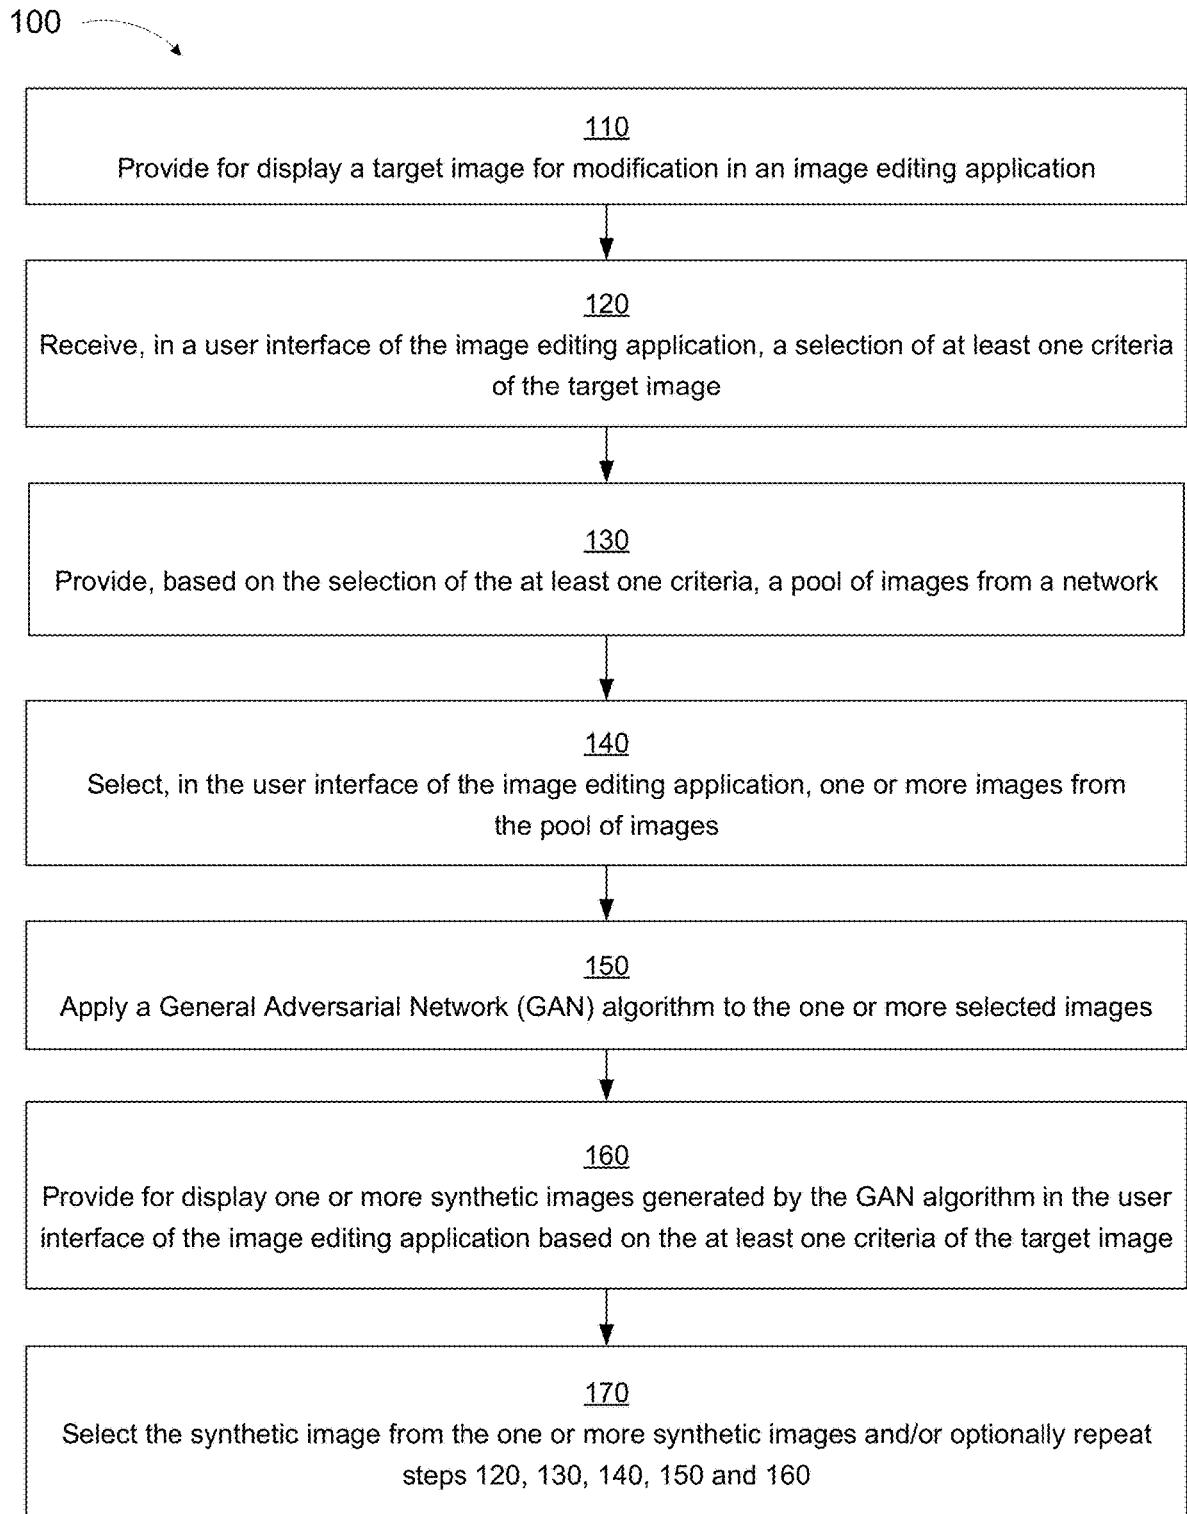 100
110
Provide for display a target image for modification in an image editing application
120
Receive, in a user interface of the image editing application, a selection of at least one criteria
of the target image
130
Provide, based on the selection of the at least one criteria, a pool of images from a network
140
Select, in the user interface of the image editing application, one or more images from
the pool of images
150
Apply a General Adversarial Network (GAN) algorithm to the one or more selected images
160
Provide for display one or more synthetic images generated by the GAN algorithm in the user
interface of the image editing application based on the at least one criteria of the target image
170
Select the synthetic image from the one or more synthetic images and/or optionally repeat
steps 120, 130, 140, 150 and 160